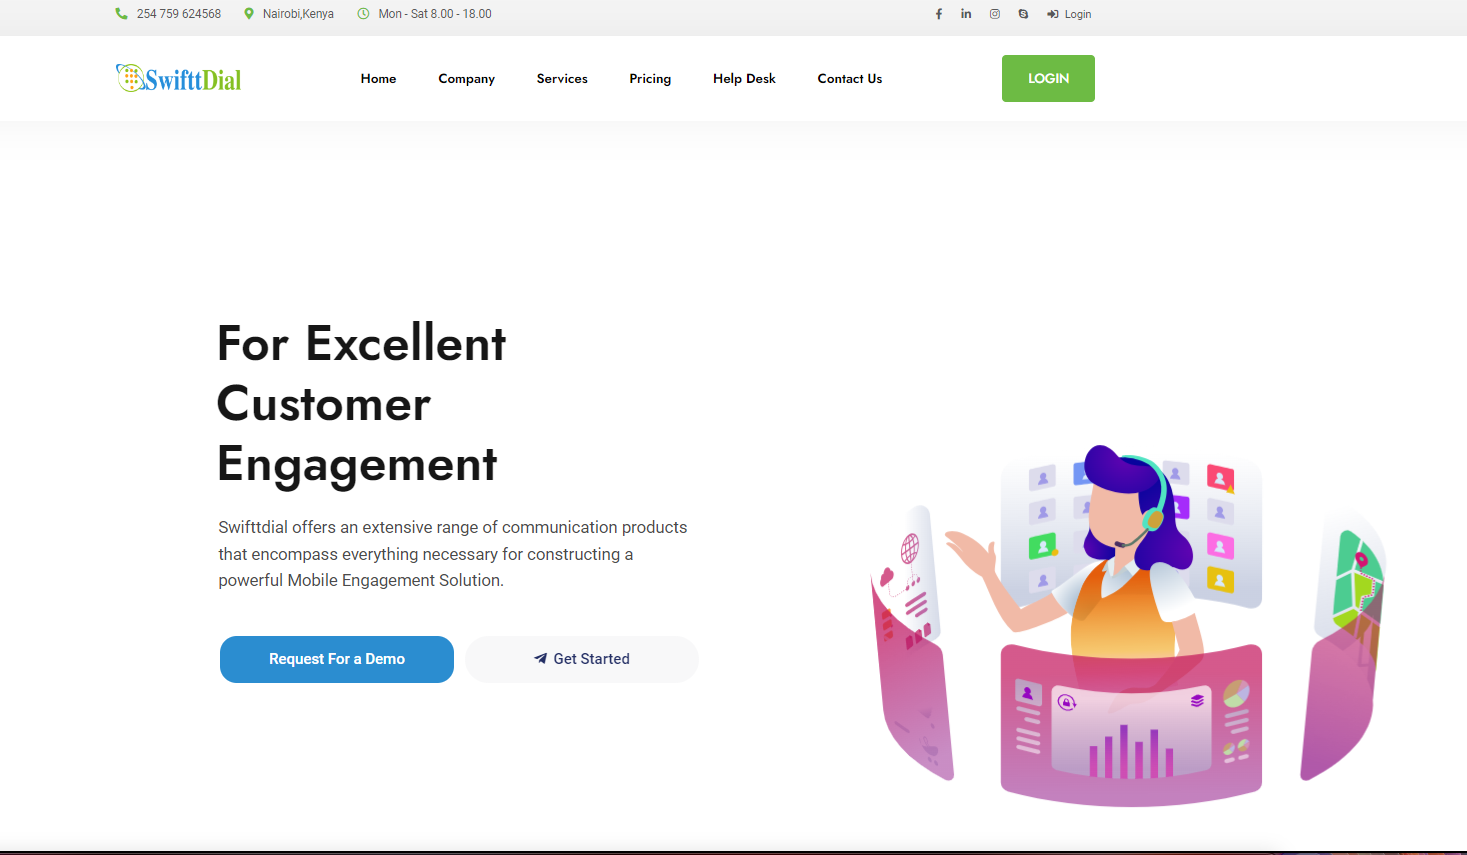 254 759 624568 Nairobi,Kenya Mon - Sat 8.00 - 18.00 Login
SwifttDial Home Company Services Pricing Help Desk Contact Us LOGIN
For Excellent
Customer
Engagement
Swifttdial offers an extensive range of communication products
that encompass everything necessary for constructing a
powerful Mobile Engagement Solution.
Request For a Demo Get Started